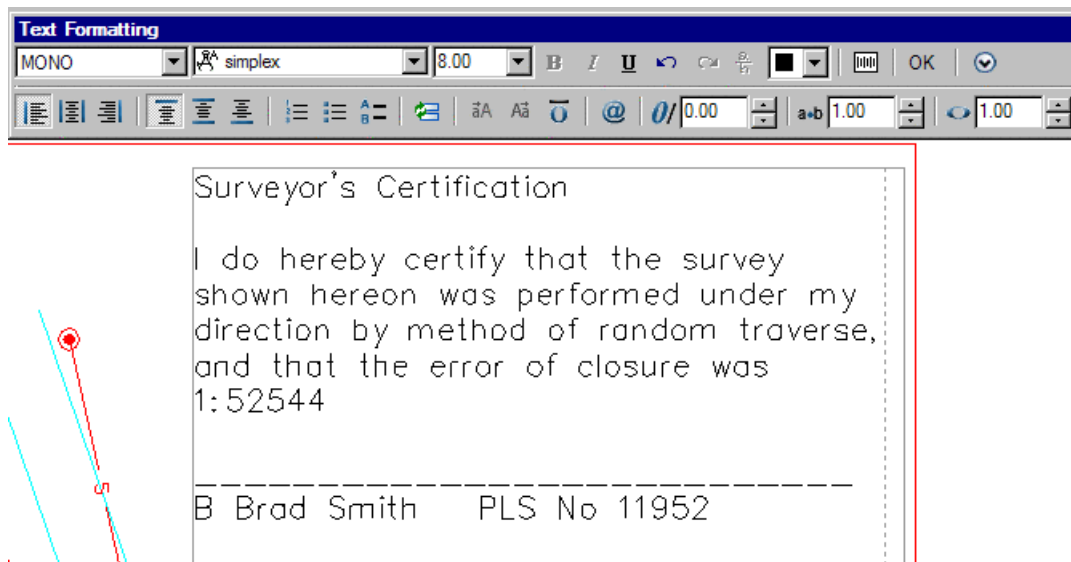 Text Formatting
MONO simplex 8.00 B I U OK
@ 0/ 0.00 a•b 1.00 1.00
Surveyor's Certification
I do hereby certify that the survey
shown hereon was performed under my
direction by method of random traverse,
and that the error of closure was
1:52544
B Brad Smith PLS No 11952
5